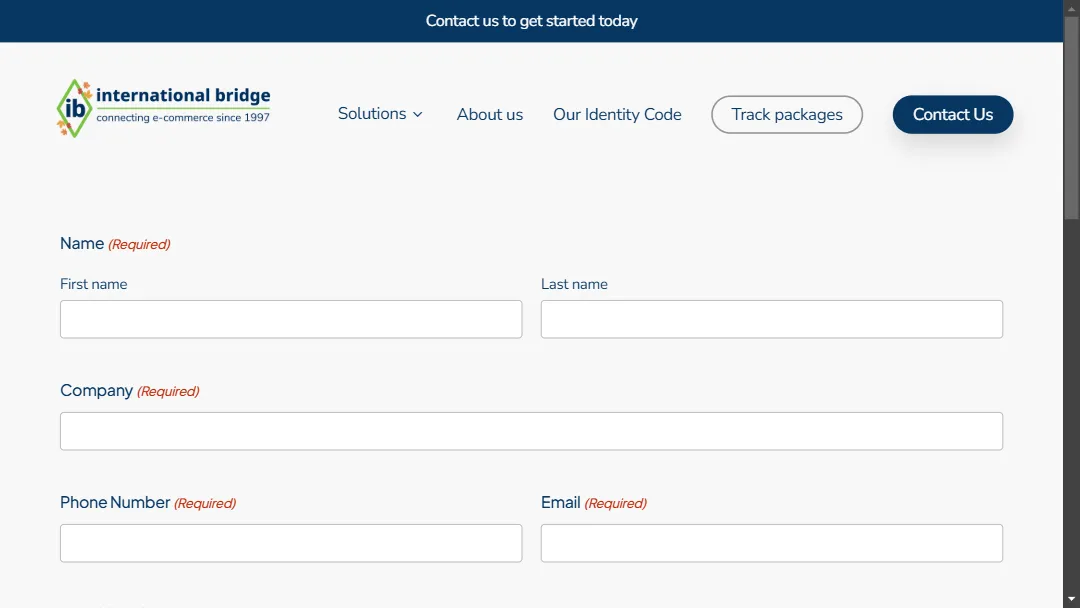 Contact us to get started today
ib
international bridge
connecting e-commerce since 1997
Solutions
About us
Our Identity Code
Track packages
Contact Us
Name (Required)
First name
Last name
Company (Required)
Phone Number (Required)
Email (Required)